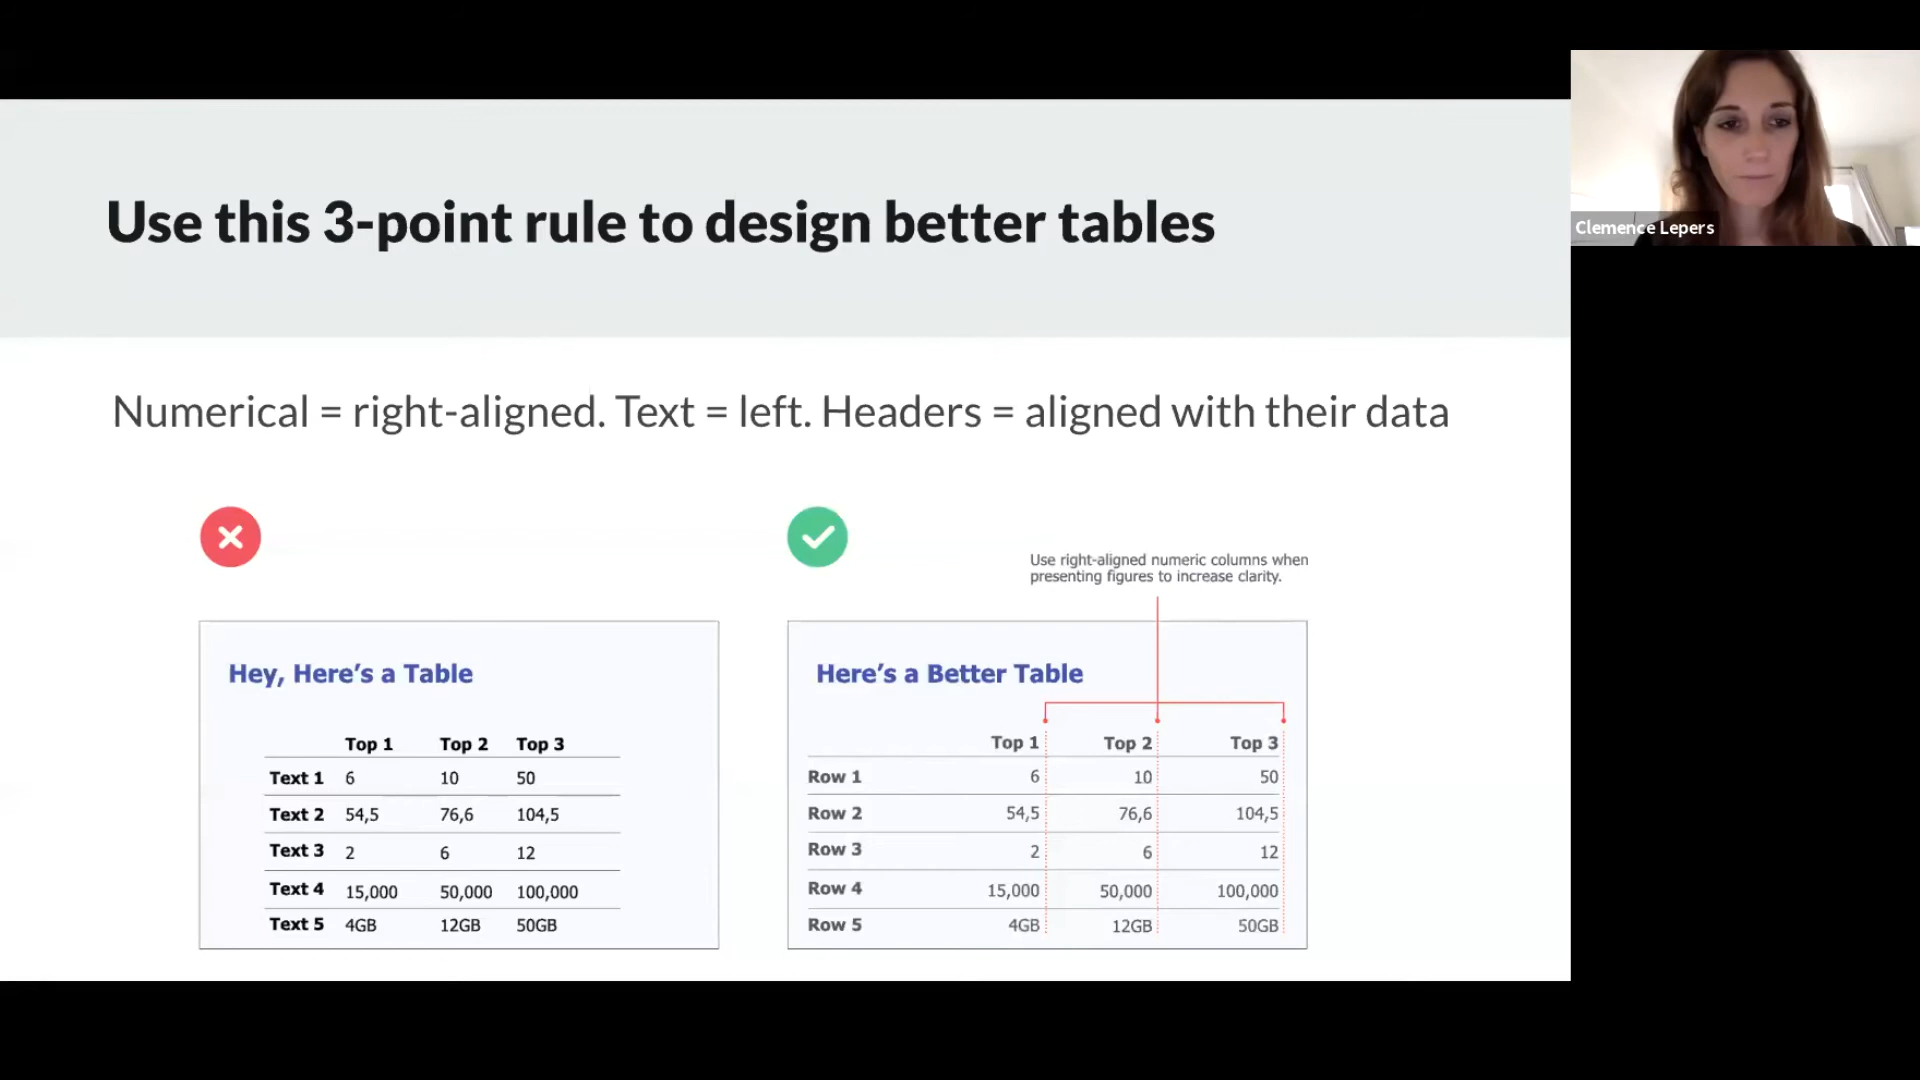 Use this 3-point rule to design better tables
Clemence Lepers
Numerical = right-aligned. Text = left. Headers = aligned with their data
Use right-aligned numeric columns when
presenting figures to increase clarity.
Hey, Here's a Table
Top 1 Top 2 Top 3
Text 1 6 10 50
Text 2 54,5 76,6 104,5
Text 3 2 6 12
Text 4 15,000 50,000 100,000
Text 5 4GB 12GB 50GB
Here's a Better Table
Top 1 Top 2 Top 3
Row 1 6 10 50
Row 2 54,5 76,6 104,5
Row 3 2 6 12
Row 4 15,000 50,000 100,000
Row 5 4GB 12GB 50GB